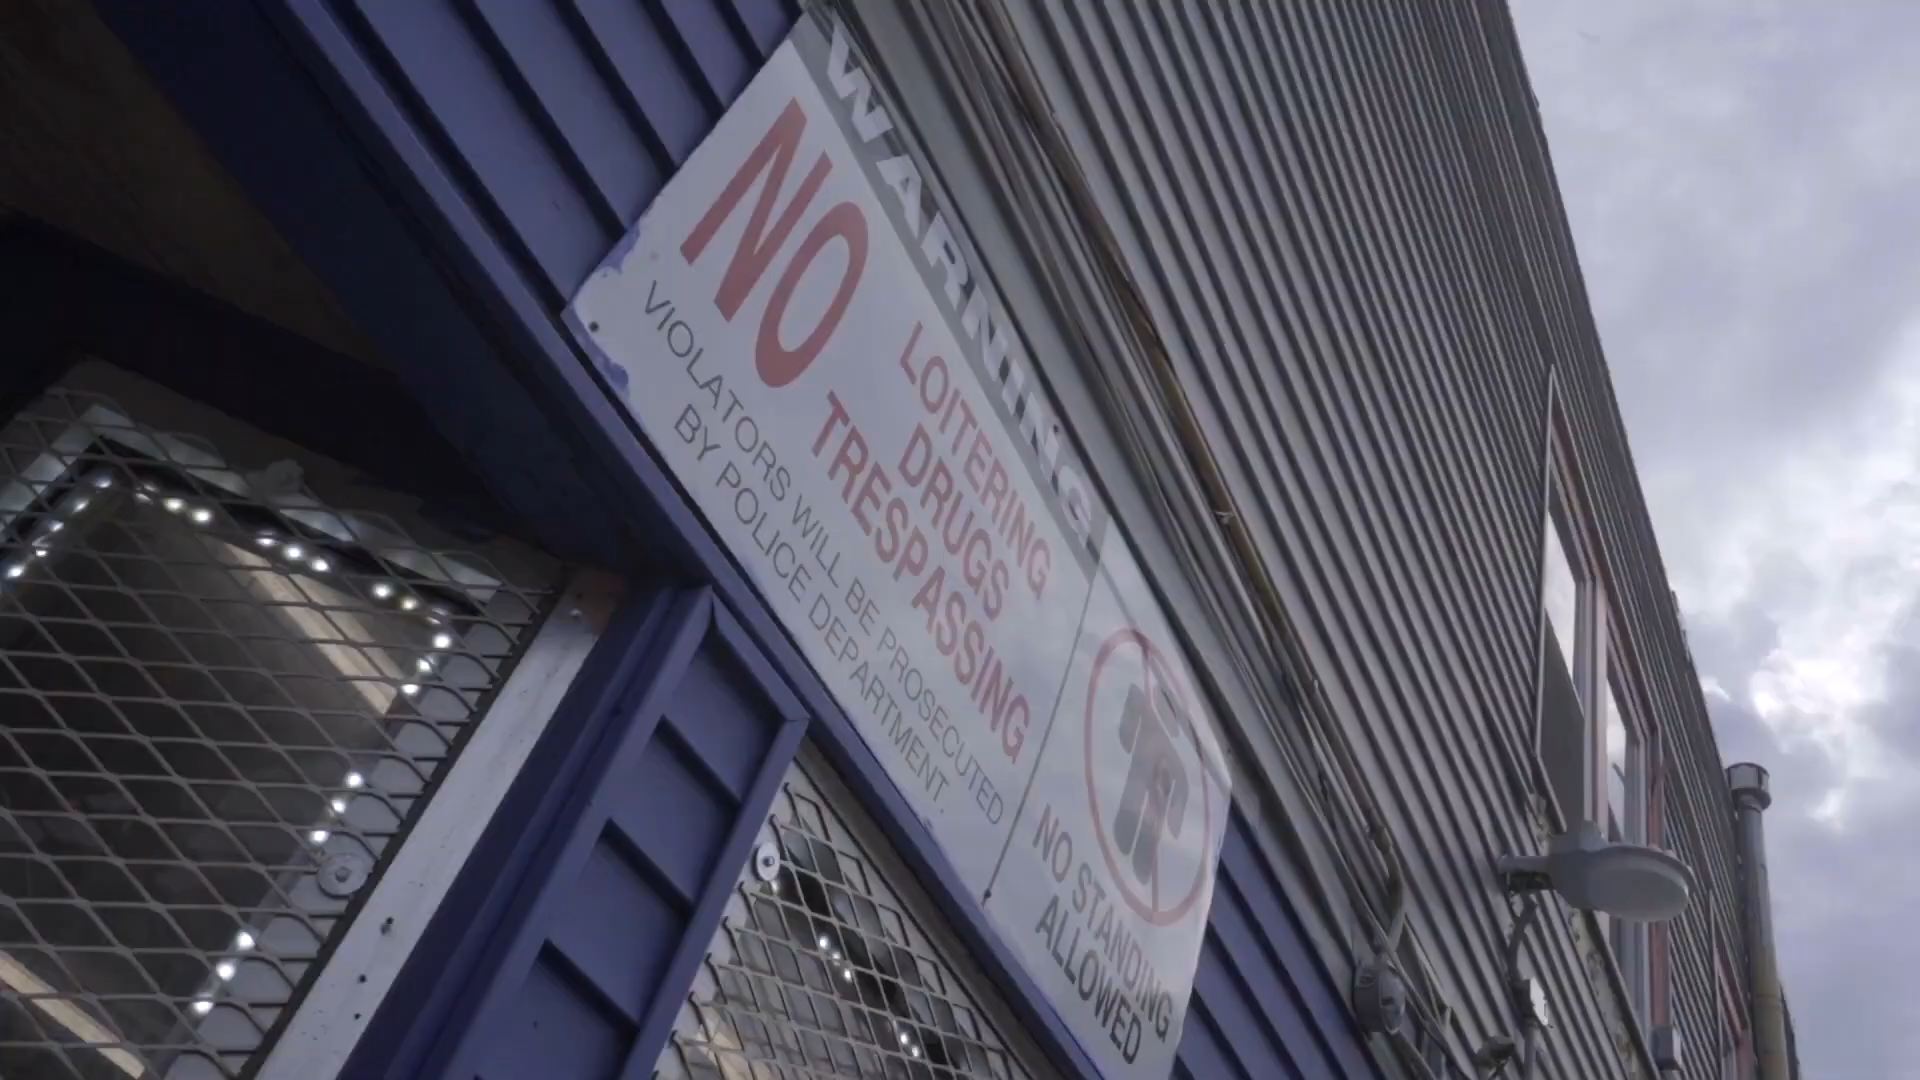 WARNING
NO
LOITERING
DRUGS
TRESPASSING
VIOLATORS WILL BE PROSECUTED
BY POLICE DEPARTMENT.
NO STANDING
ALLOWED